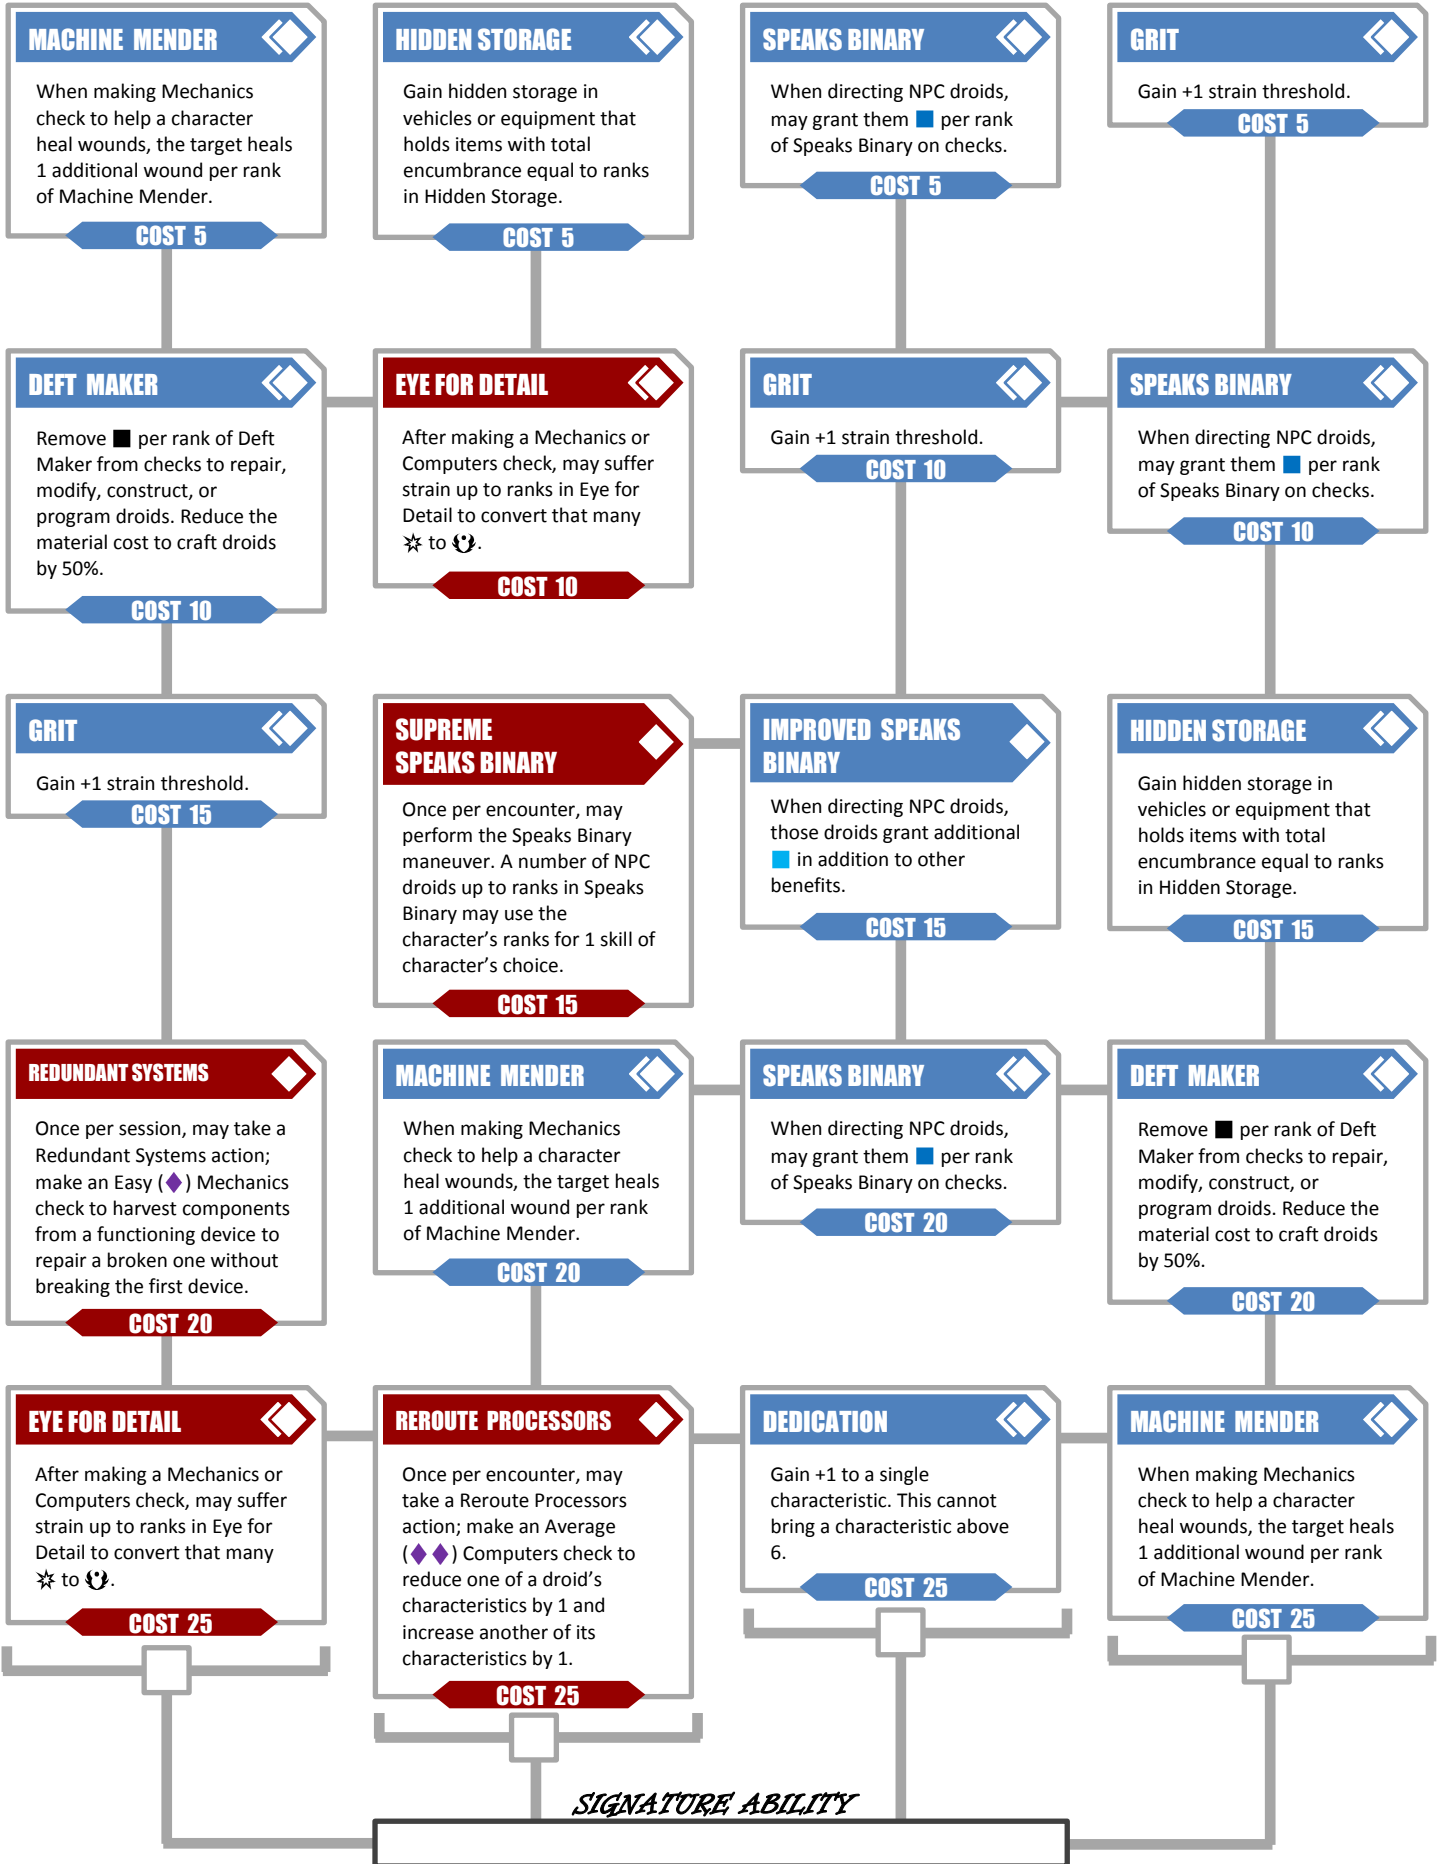 MACHINE MENDER
When making Mechanics
check to help a character
heal wounds, the target heals
1 additional wound per rank
of Machine Mender.
COST 5
HIDDEN STORAGE
Gain hidden storage in
vehicles or equipment that
holds items with total
encumbrance equal to ranks
in Hidden Storage.
COST 5
SPEAKS BINARY
When directing NPC droids,
may grant them per rank
of Speaks Binary on checks.
COST 5
GRIT
Gain +1 strain threshold.
COST 5
DEFT MAKER
Remove per rank of Deft
Maker from checks to repair,
modify, construct, or
program droids. Reduce the
material cost to craft droids
by 50%.
COST 10
EYE FOR DETAIL
After making a Mechanics or
Computers check, may suffer
strain up to ranks in Eye for
Detail to convert that many
to .
COST 10
GRIT
Gain +1 strain threshold.
COST 10
SPEAKS BINARY
When directing NPC droids,
may grant them per rank
of Speaks Binary on checks.
COST 10
GRIT
Gain +1 strain threshold.
COST 15
SUPREME
SPEAKS BINARY
Once per encounter, may
perform the Speaks Binary
maneuver. A number of NPC
droids up to ranks in Speaks
Binary may use the
character's ranks for 1 skill of
character's choice.
COST 15
IMPROVED SPEAKS
BINARY
When directing NPC droids,
those droids grant additional
in addition to other
benefits.
COST 15
HIDDEN STORAGE
Gain hidden storage in
vehicles or equipment that
holds items with total
encumbrance equal to ranks
in Hidden Storage.
COST 15
REDUNDANT SYSTEMS
Once per session, may take a
Redundant Systems action;
make an Easy (◆) Mechanics
check to harvest components
from a functioning device to
repair a broken one without
breaking the first device.
COST 20
MACHINE MENDER
When making Mechanics
check to help a character
heal wounds, the target heals
1 additional wound per rank
of Machine Mender.
COST 20
SPEAKS BINARY
When directing NPC droids,
may grant them per rank
of Speaks Binary on checks.
COST 20
DEFT MAKER
Remove per rank of Deft
Maker from checks to repair,
modify, construct, or
program droids. Reduce the
material cost to craft droids
by 50%.
COST 20
EYE FOR DETAIL
After making a Mechanics or
Computers check, may suffer
strain up to ranks in Eye for
Detail to convert that many
to .
COST 25
REROUTE PROCESSORS
Once per encounter, may
take a Reroute Processors
action; make an Average
(◆◆) Computers check to
reduce one of a droid's
characteristics by 1 and
increase another of its
characteristics by 1.
COST 25
DEDICATION
Gain +1 to a single
characteristic. This cannot
bring a characteristic above
6.
COST 25
MACHINE MENDER
When making Mechanics
check to help a character
heal wounds, the target heals
1 additional wound per rank
of Machine Mender.
COST 25
SIGNATURE ABILITY